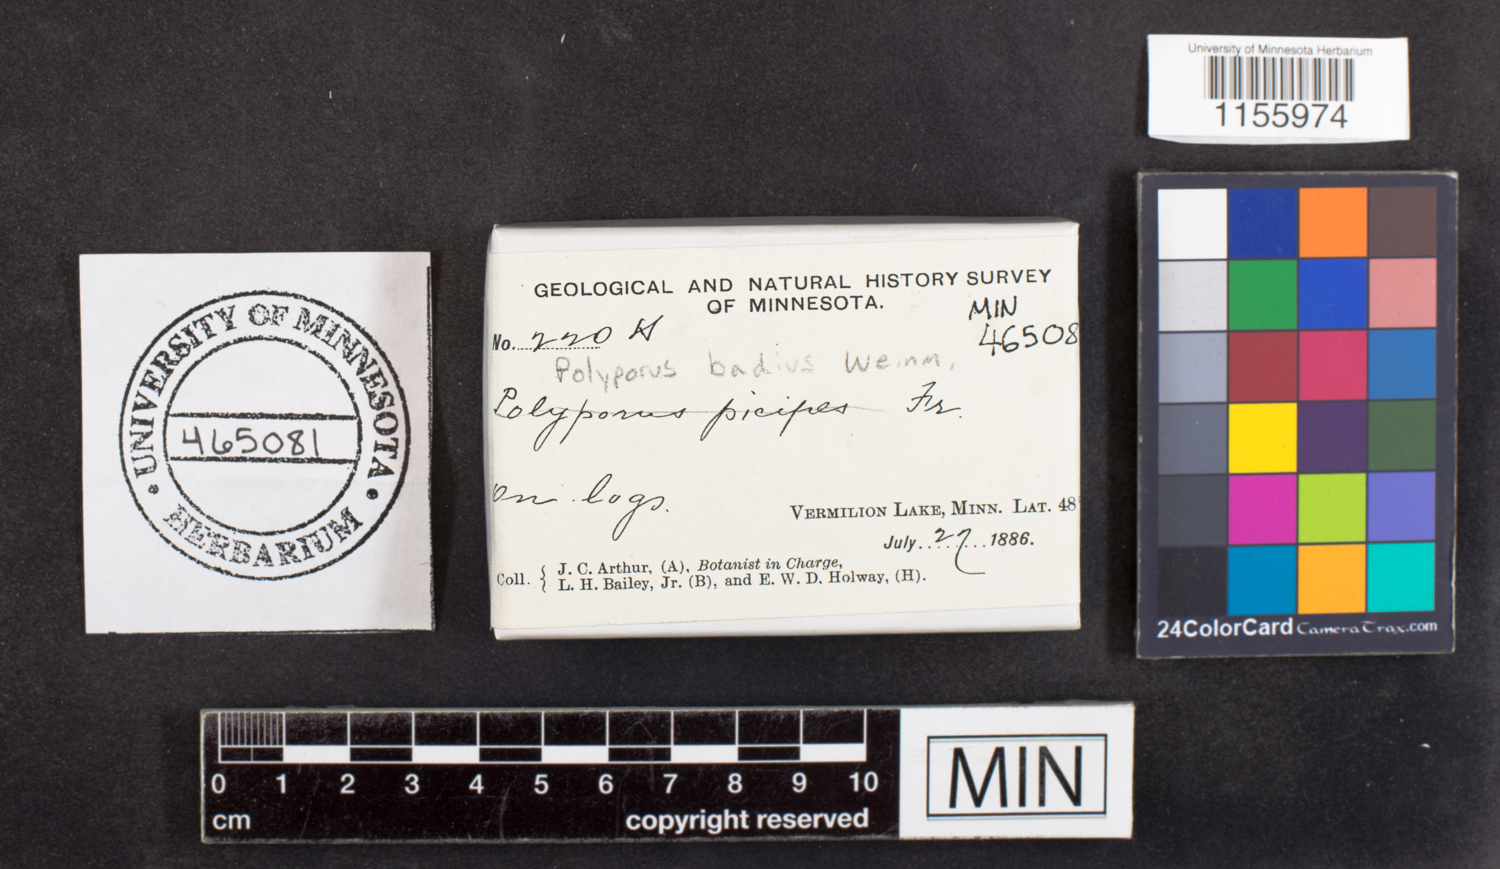 University of Minnesota Herbarium
1155974
UNIVERSITY OF MINNESOTA
465081
HERBARIUM
GEOLOGICAL AND NATURAL HISTORY SURVEY
OF MINNESOTA.
MIN
46508
No. 220 H
Polyporus badius Weinm.
Polyporus picipes Fr.
on logs.
VERMILION LAKE, MINN. LAT. 48°
July....27...1886.
Coll. { J. C. Arthur, (A), Botanist in Charge,
L. H. Bailey, Jr. (B), and E. W. D. Holway, (H).
24ColorCard CameraTrax.com
0 1 2 3 4 5 6 7 8 9 10
cm copyright reserved
MIN